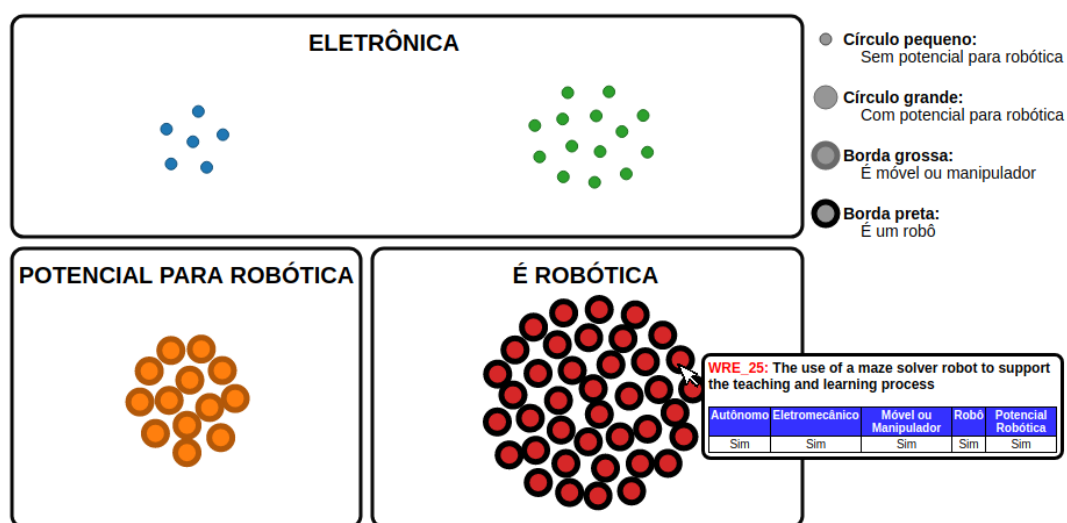 ELETRÔNICA
Círculo pequeno:
Sem potencial para robótica
Círculo grande:
Com potencial para robótica
Borda grossa:
É móvel ou manipulador
Borda preta:
É um robô
POTENCIAL PARA ROBÓTICA
É ROBÓTICA
WRE_25: The use of a maze solver robot to support
the teaching and learning process
Autônomo Eletromecânico Móvel ou Manipulador Robô Potencial Robótica
Sim Sim Sim Sim Sim